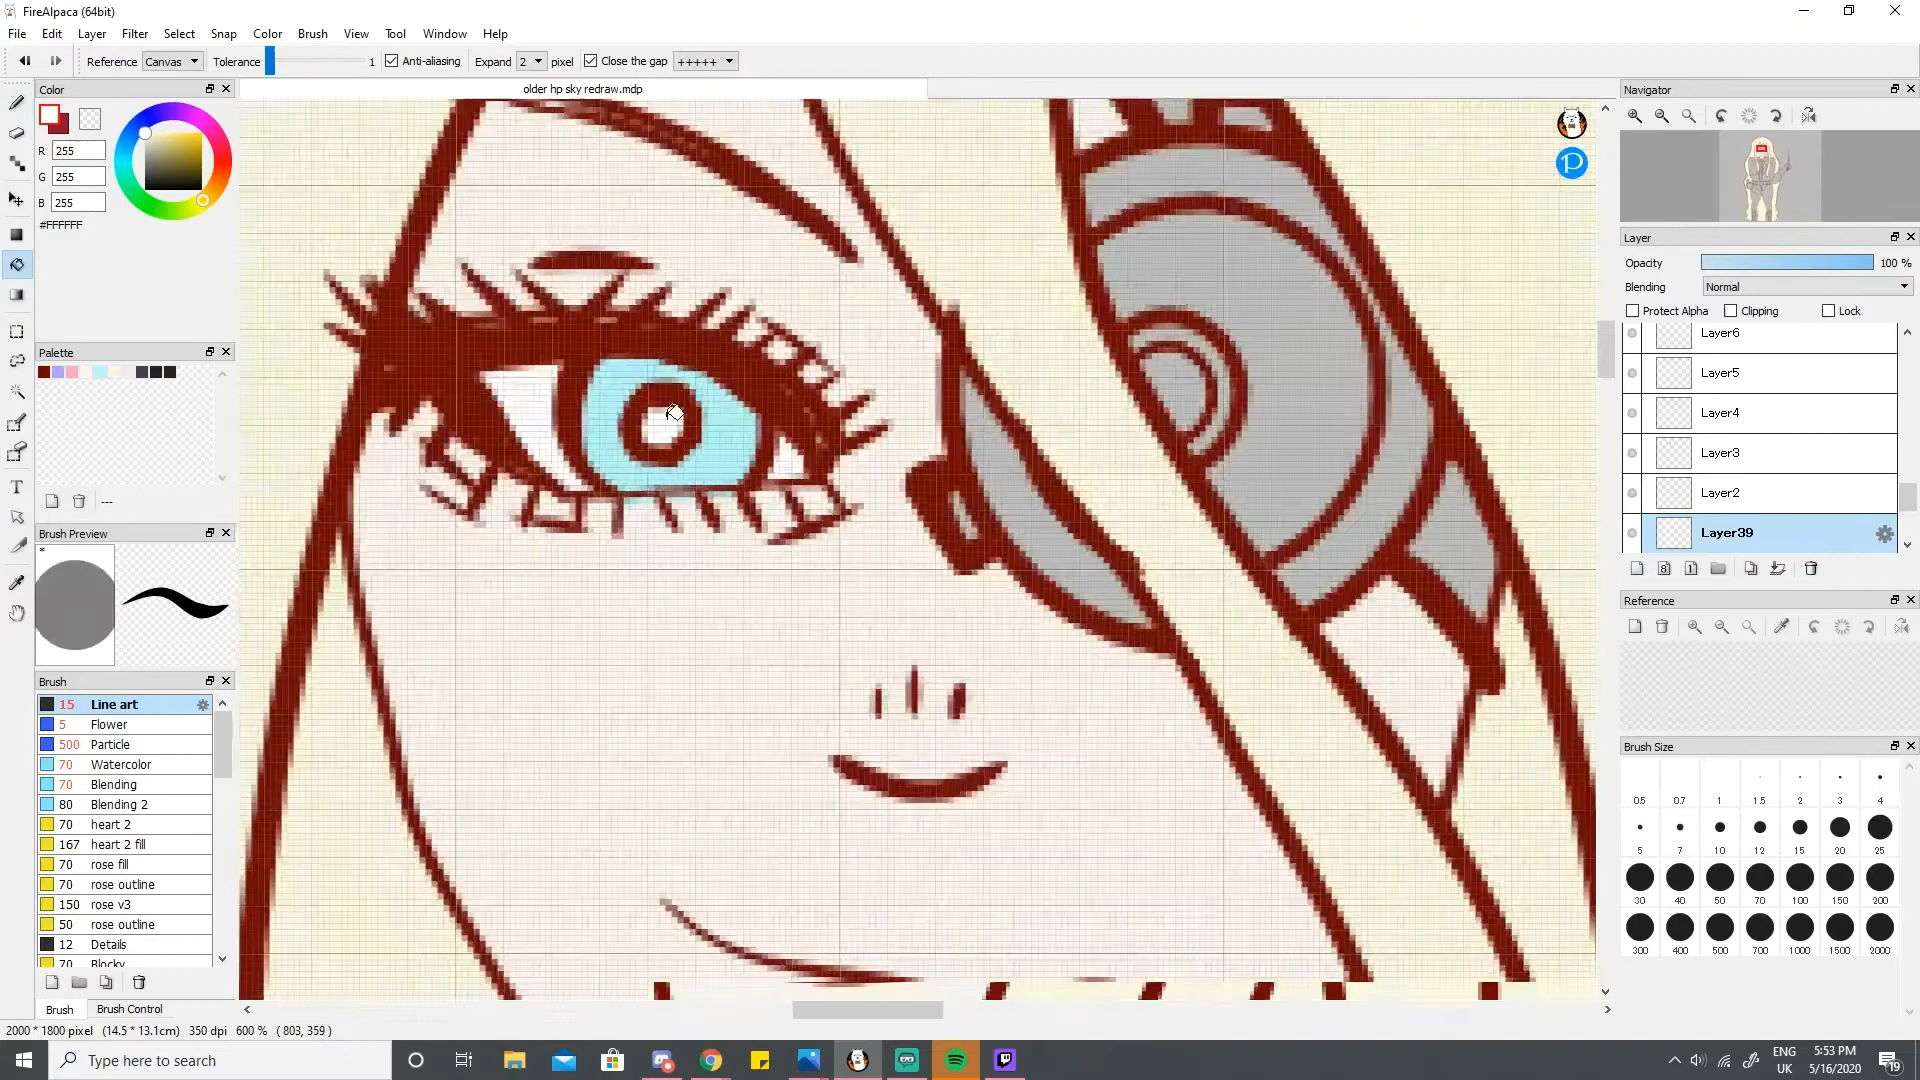 FireAlpaca (64bit)
File Edit Layer Filter Select Snap Color Brush View Tool Window Help
Reference Canvas Tolerance 1 Anti-aliasing Expand 2 pixel Close the gap +++++
Color
older hp sky redraw.mdp
Navigator
R 255
G 255
B 255
#FFFFFF
P
Layer
Opacity 100 %
Blending Normal
Protect Alpha Clipping Lock
Layer6
Layer5
Layer4
Layer3
Layer2
Layer39
Palette
---
Brush Preview
*
T
Reference
Brush
15 Line art
5 Flower
500 Particle
70 Watercolor
70 Blending
80 Blending 2
70 heart 2
167 heart 2 fill
70 rose fill
70 rose outline
150 rose v3
50 rose outline
12 Details
70 Blocky
Brush Size
0.5 0.7 1 1.5 2 3 4
5 7 10 12 15 20 25
30 40 50 70 100 150 200
300 400 500 700 1000 1500 2000
Brush Brush Control
2000 * 1800 pixel (14.5 * 13.1cm) 350 dpi 600 % ( 803, 359 )
Type here to search
ENG
UK
5:53 PM
5/16/2020
19